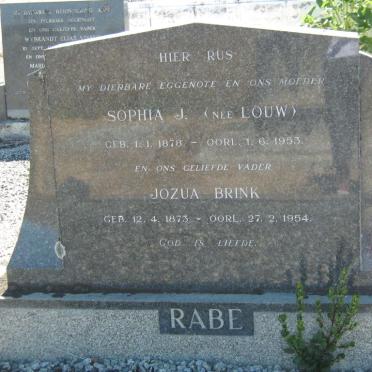 HIER RUS
MY DIERBARE EGGENOTE EN ONS MOEDER
SOPHIA J. (NEE LOUW)
GEB. 1. 1. 1878 - OORL. 1. 6. 1953.
EN ONS GELIEFDE VADER
JOZUA BRINK
GEB. 12. 4. 1873 - OORL. 27. 2. 1954.
GOD IS LIEFDE.
RABE